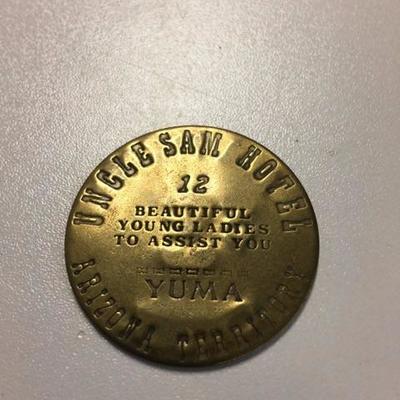 UNCLE SAM HOTEL
12
BEAUTIFUL
YOUNG LADIES
TO ASSIST YOU
YUMA
ARIZONA TERRITORY